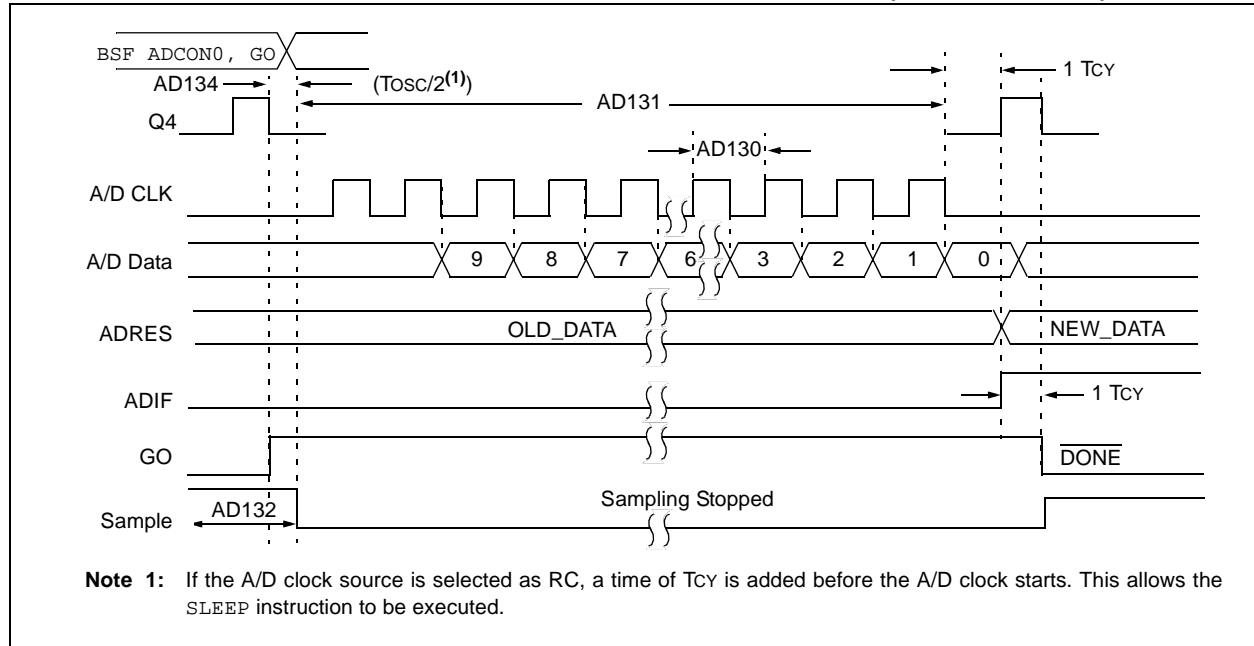 BSF ADCON0, GO
AD134 (TOSC/2(1)) 1 TCY
AD131
Q4
AD130
A/D CLK
A/D Data 9 8 7 6 3 2 1 0
ADRES OLD_DATA NEW_DATA
ADIF 1 TCY
GO DONE
Sample AD132 Sampling Stopped
Note 1: If the A/D clock source is selected as RC, a time of TCY is added before the A/D clock starts. This allows the
SLEEP instruction to be executed.